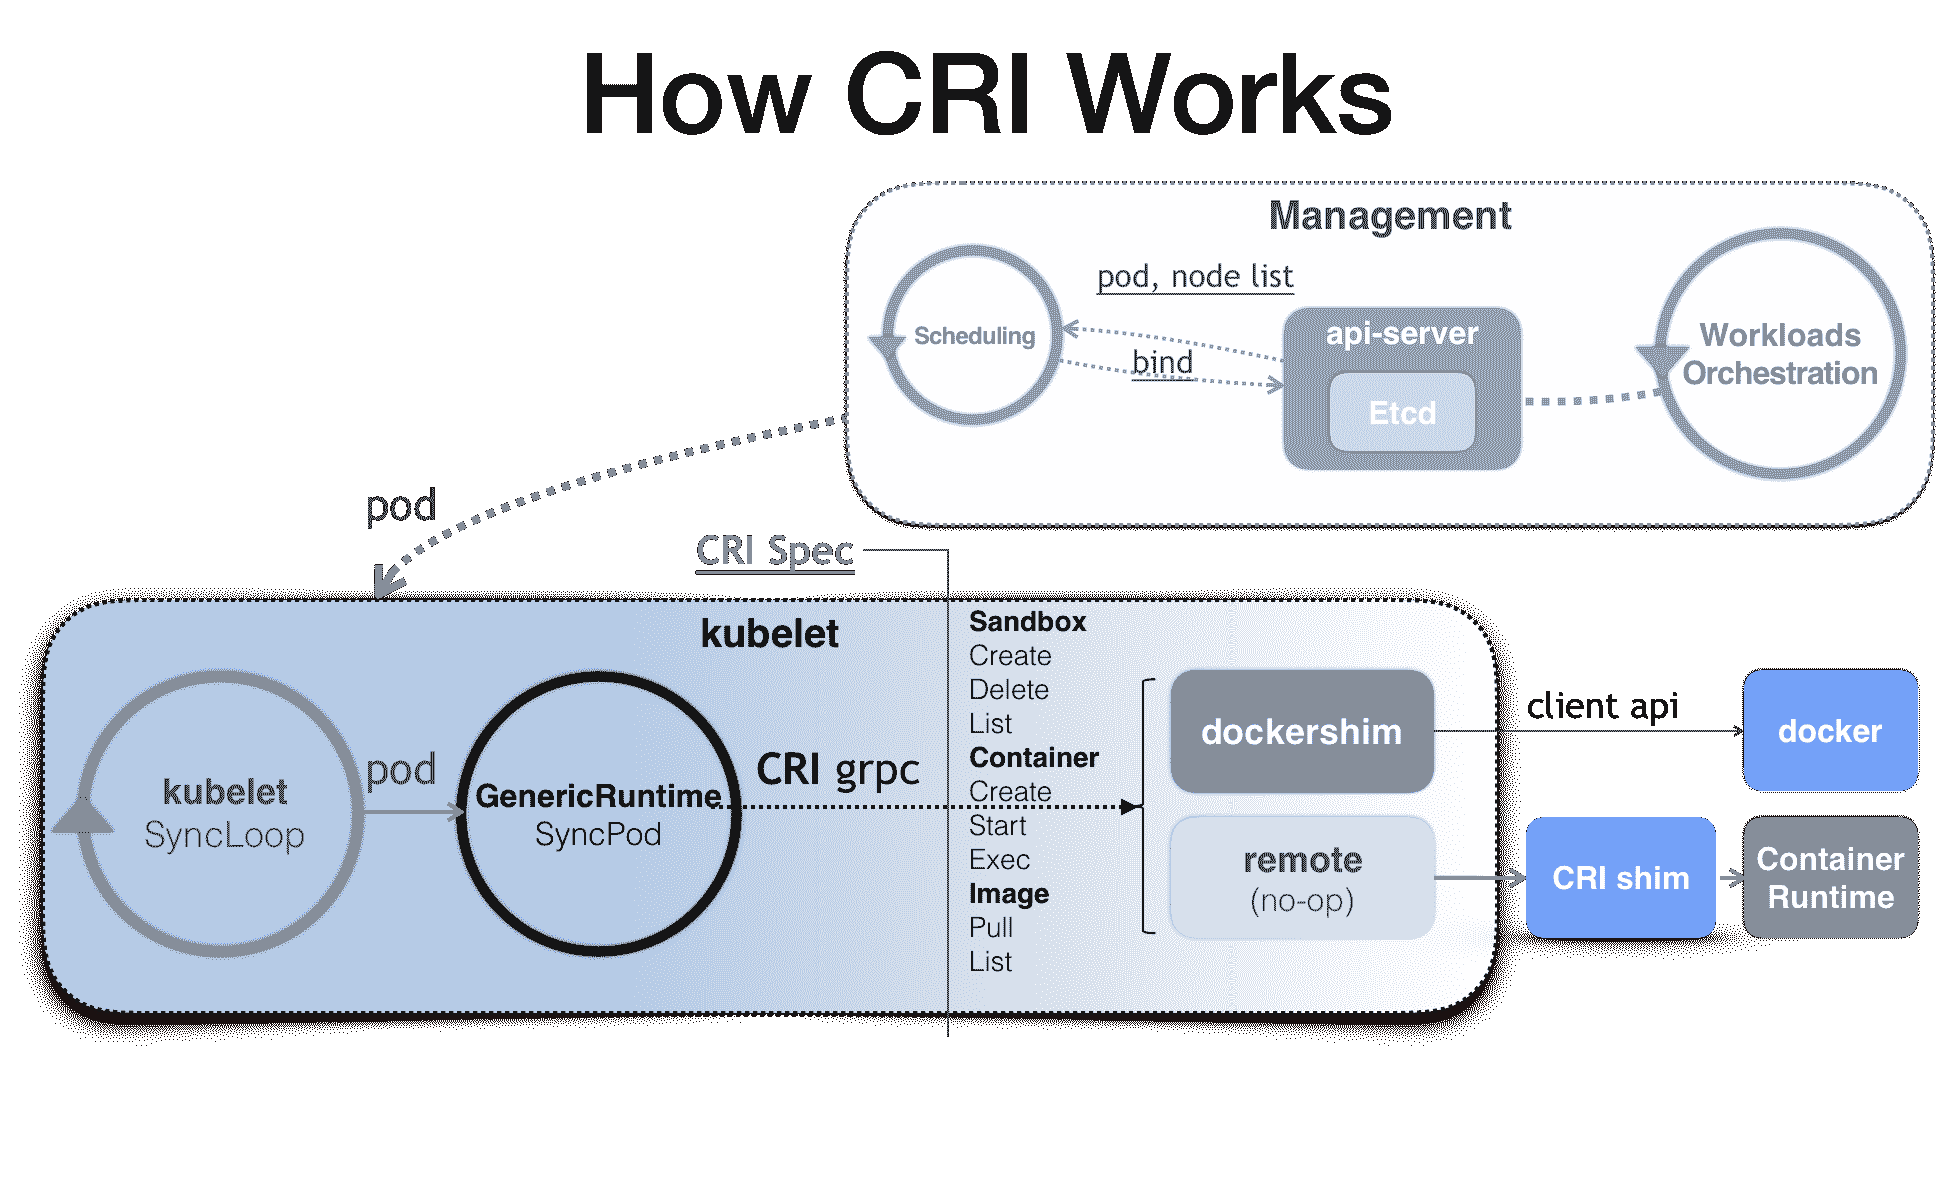 How CRI Works
Management
pod, node list
Scheduling
bind
api-server
Etcd
Workloads
Orchestration
pod
CRI Spec
kubelet
Sandbox
Create
Delete
List
Container
Create
Start
Exec
Image
Pull
List
kubelet
SyncLoop
pod
GenericRuntime
SyncPod
CRI grpc
dockershim
client api
docker
remote
(no-op)
CRI shim
Container
Runtime